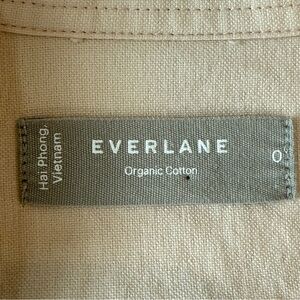 Hai Phong,
Vietnam
EVERLANE
Organic Cotton
0